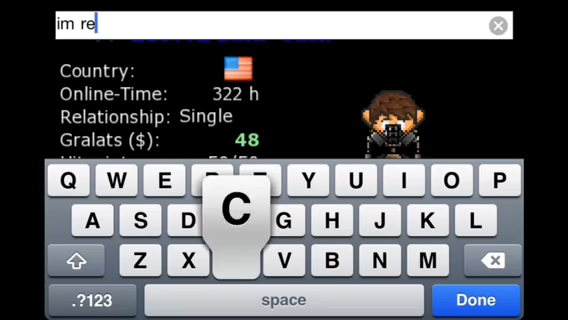 im re
Country:
Online-Time: 322 h
Relationship: Single
Gralats ($): 48
Q W E Y U I O P
A S D G H J K L
C
Z X V B N M
.?123 space Done